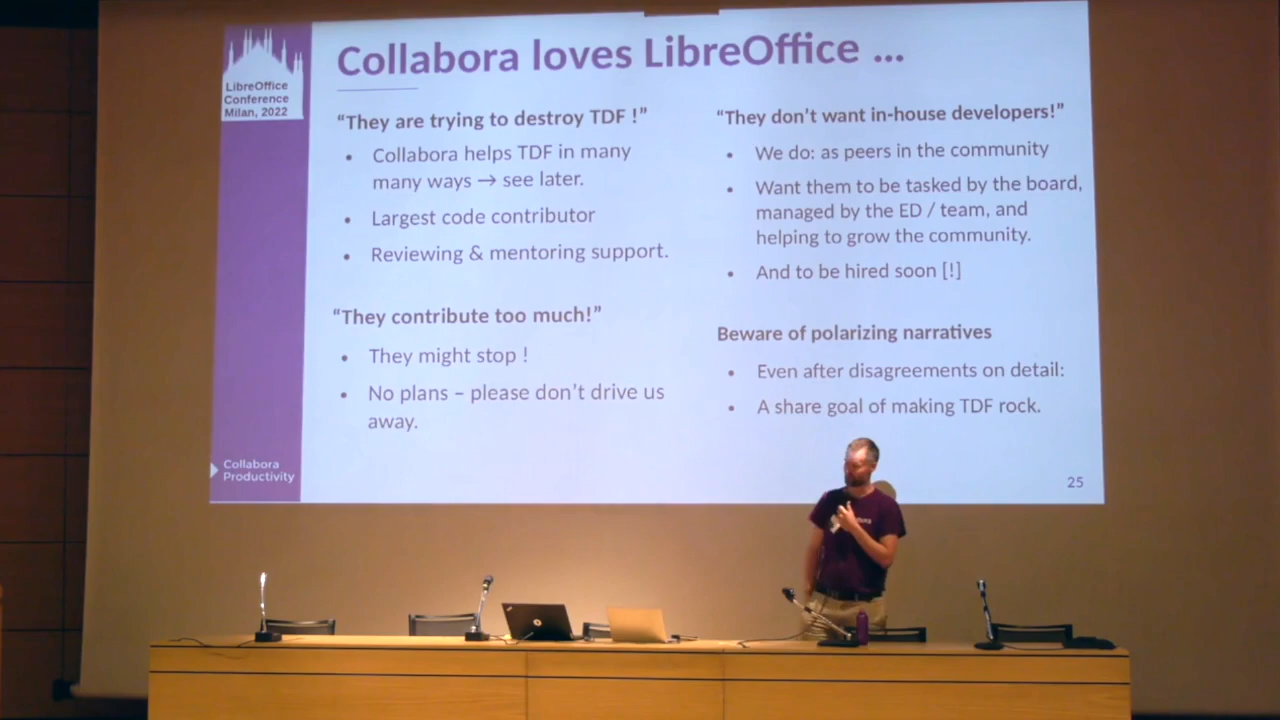 Collabora loves LibreOffice ...
LibreOffice
Conference
Milan, 2022
“They are trying to destroy TDF !”
• Collabora helps TDF in many
many ways → see later.
• Largest code contributor
• Reviewing & mentoring support.
“They contribute too much!”
• They might stop !
• No plans – please don’t drive us
away.
“They don’t want in-house developers!”
• We do: as peers in the community
• Want them to be tasked by the board,
managed by the ED / team, and
helping to grow the community.
• And to be hired soon [!]
Beware of polarizing narratives
• Even after disagreements on detail:
• A share goal of making TDF rock.
Collabora
Productivity
25